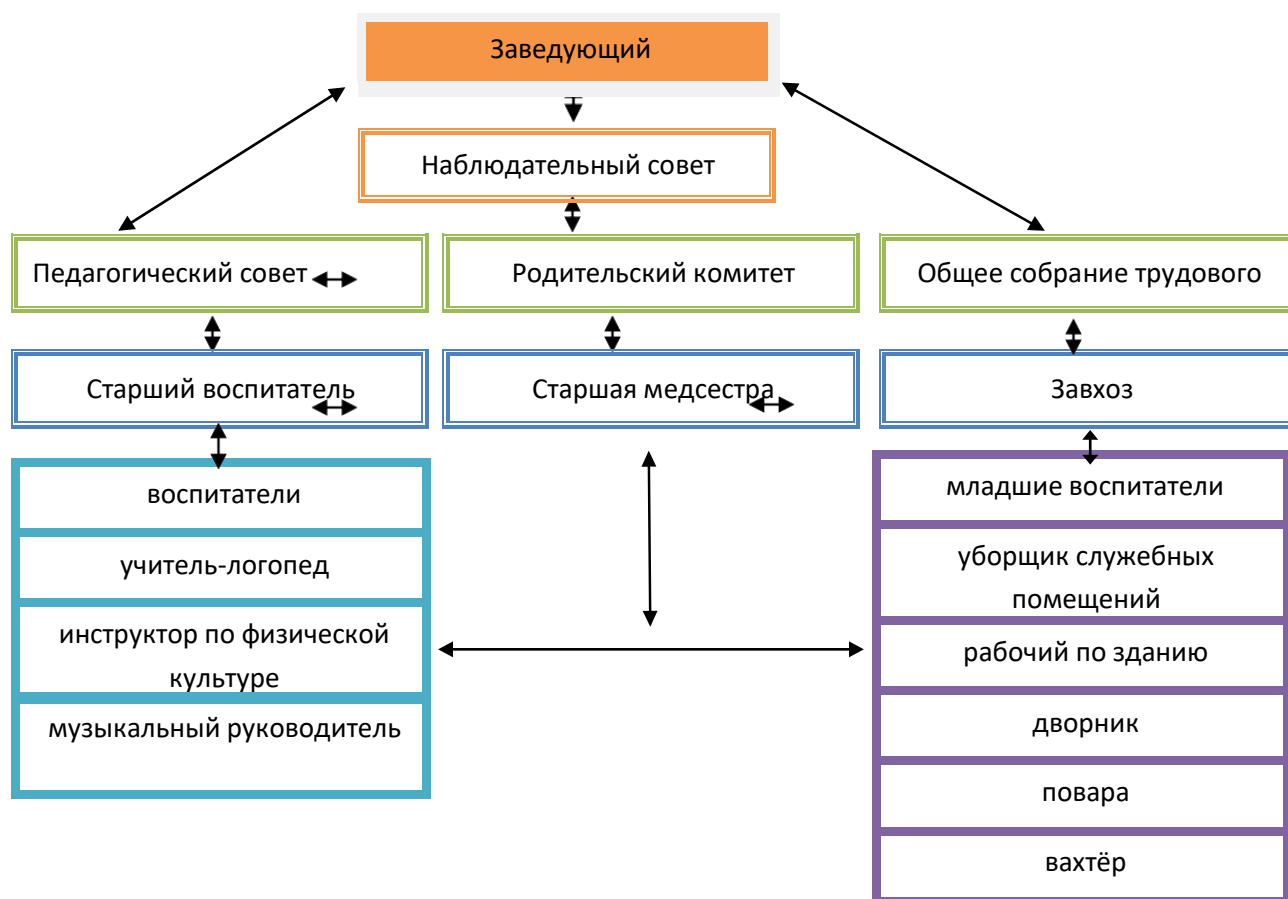 Заведующий
Наблюдательный совет
Педагогический совет
Родительский комитет
Общее собрание трудового
Старший воспитатель
Старшая медсестра
Завхоз
воспитатели
учитель-логопед
инструктор по физической
культуре
музыкальный руководитель
младшие воспитатели
уборщик служебных
помещений
рабочий по зданию
дворник
повара
вахтёр